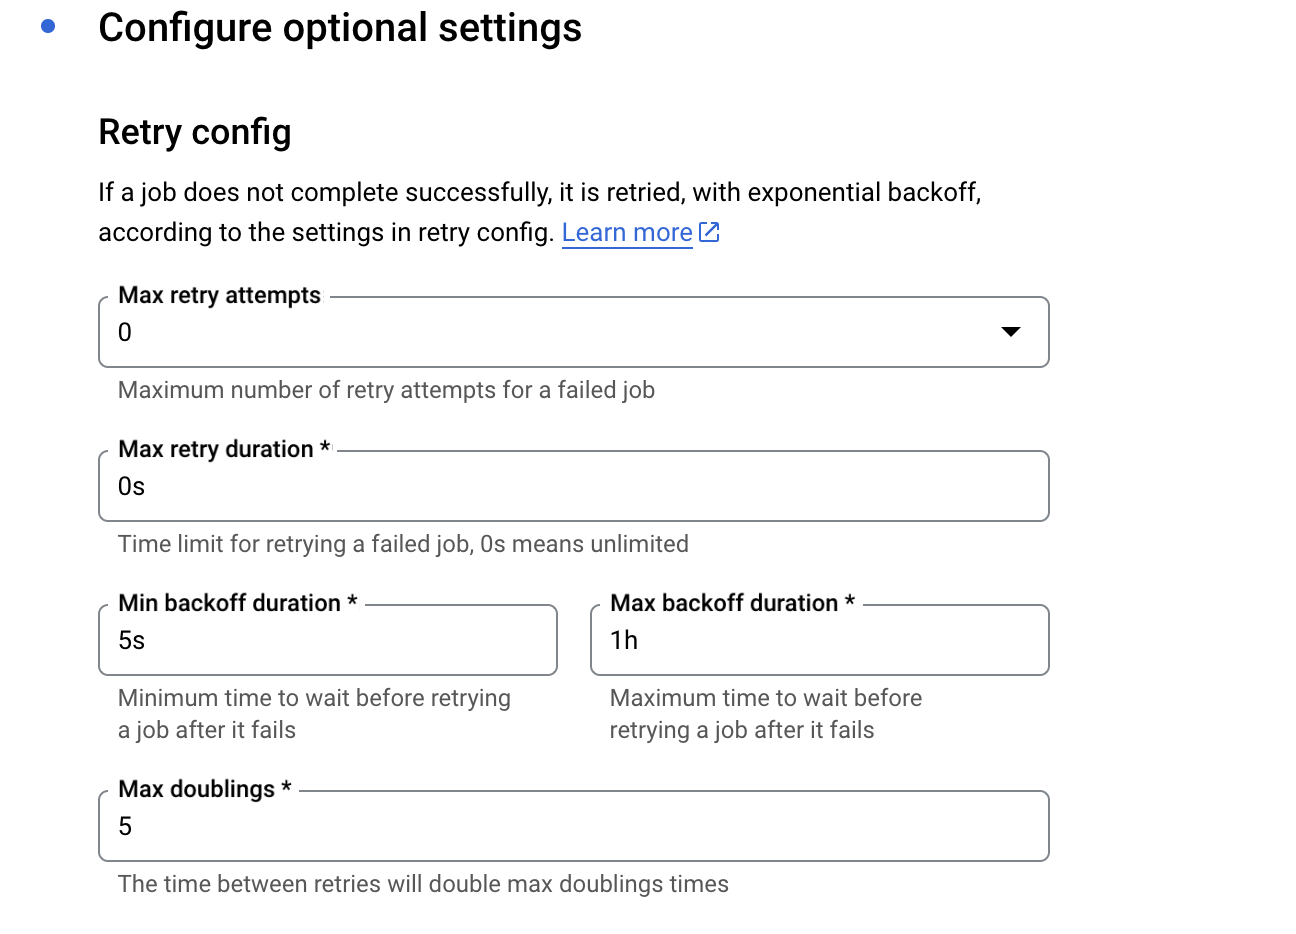 Configure optional settings
Retry config
If a job does not complete successfully, it is retried, with exponential backoff,
according to the settings in retry config. Learn more
Max retry attempts
0
Maximum number of retry attempts for a failed job
Max retry duration *
0s
Time limit for retrying a failed job, 0s means unlimited
Min backoff duration *
5s
Minimum time to wait before retrying
a job after it fails
Max backoff duration *
1h
Maximum time to wait before
retrying a job after it fails
Max doublings *
5
The time between retries will double max doublings times